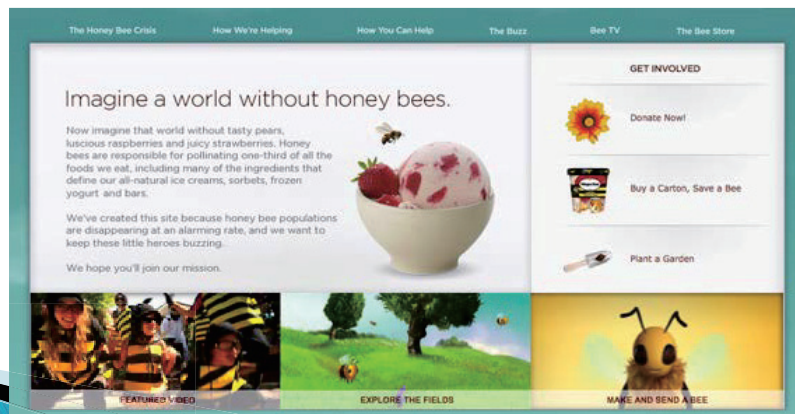 The Honey Bee Crisis
How We're Helping
How You Can Help
The Buzz
Bee TV
The Bee Store
Imagine a world without honey bees.
Now imagine that world without tasty pears,
luscious raspberries and juicy strawberries. Honey
bees are responsible for pollinating one-third of all the
foods we eat, including many of the ingredients that
define our all-natural ice creams, sorbets, frozen
yogurt and bars.
We've created this site because honey bee populations
are disappearing at an alarming rate, and we want to
keep these little heroes buzzing.
We hope you'll join our mission.
GET INVOLVED
Donate Now!
Buy a Carton, Save a Bee
Plant a Garden
FEATURED VIDEO
EXPLORE THE FIELDS
MAKE AND SEND A BEE